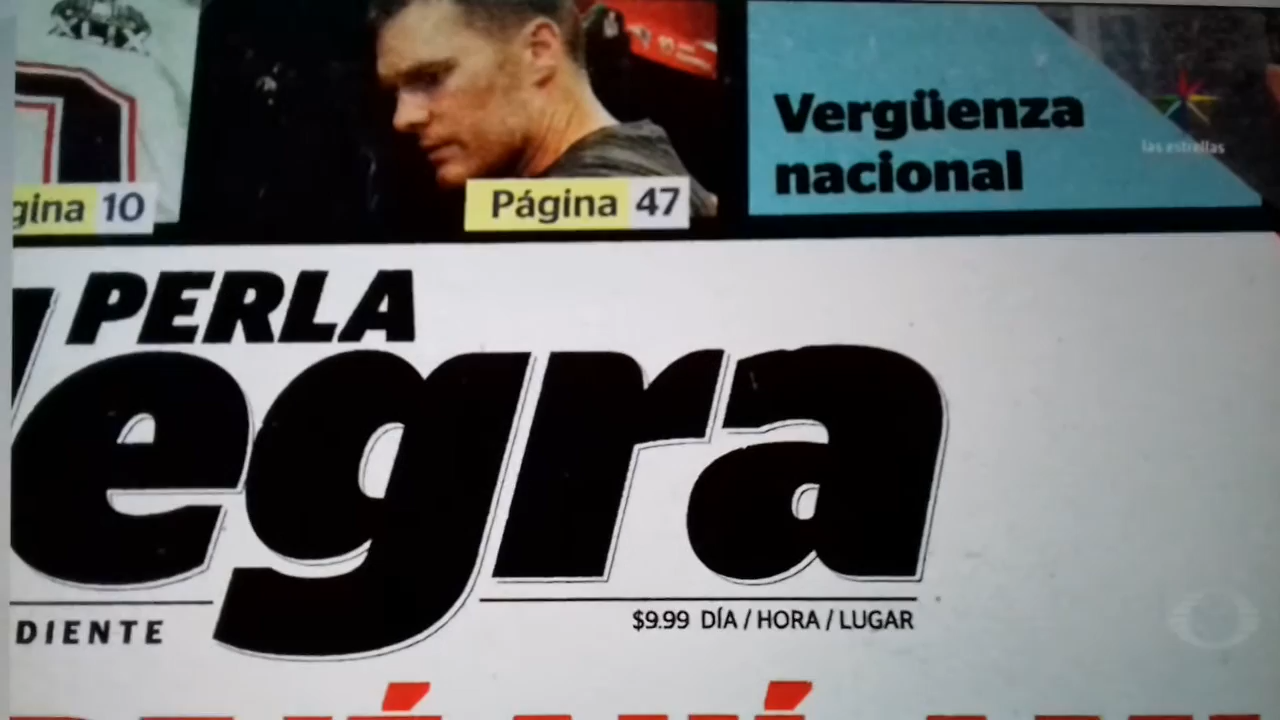 gina 10
Página 47
Vergüenza
nacional
las estrellas
PERLA
egra
DIENTE
$9.99 DÍA / HORA / LUGAR